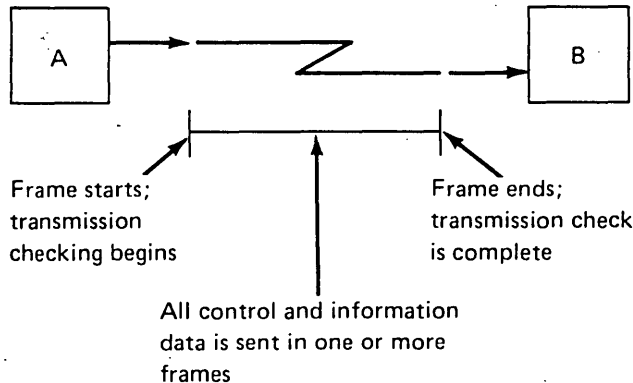 A
B
Frame starts;
transmission
checking begins
Frame ends;
transmission check
is complete
All control and information
data is sent in one or more
frames